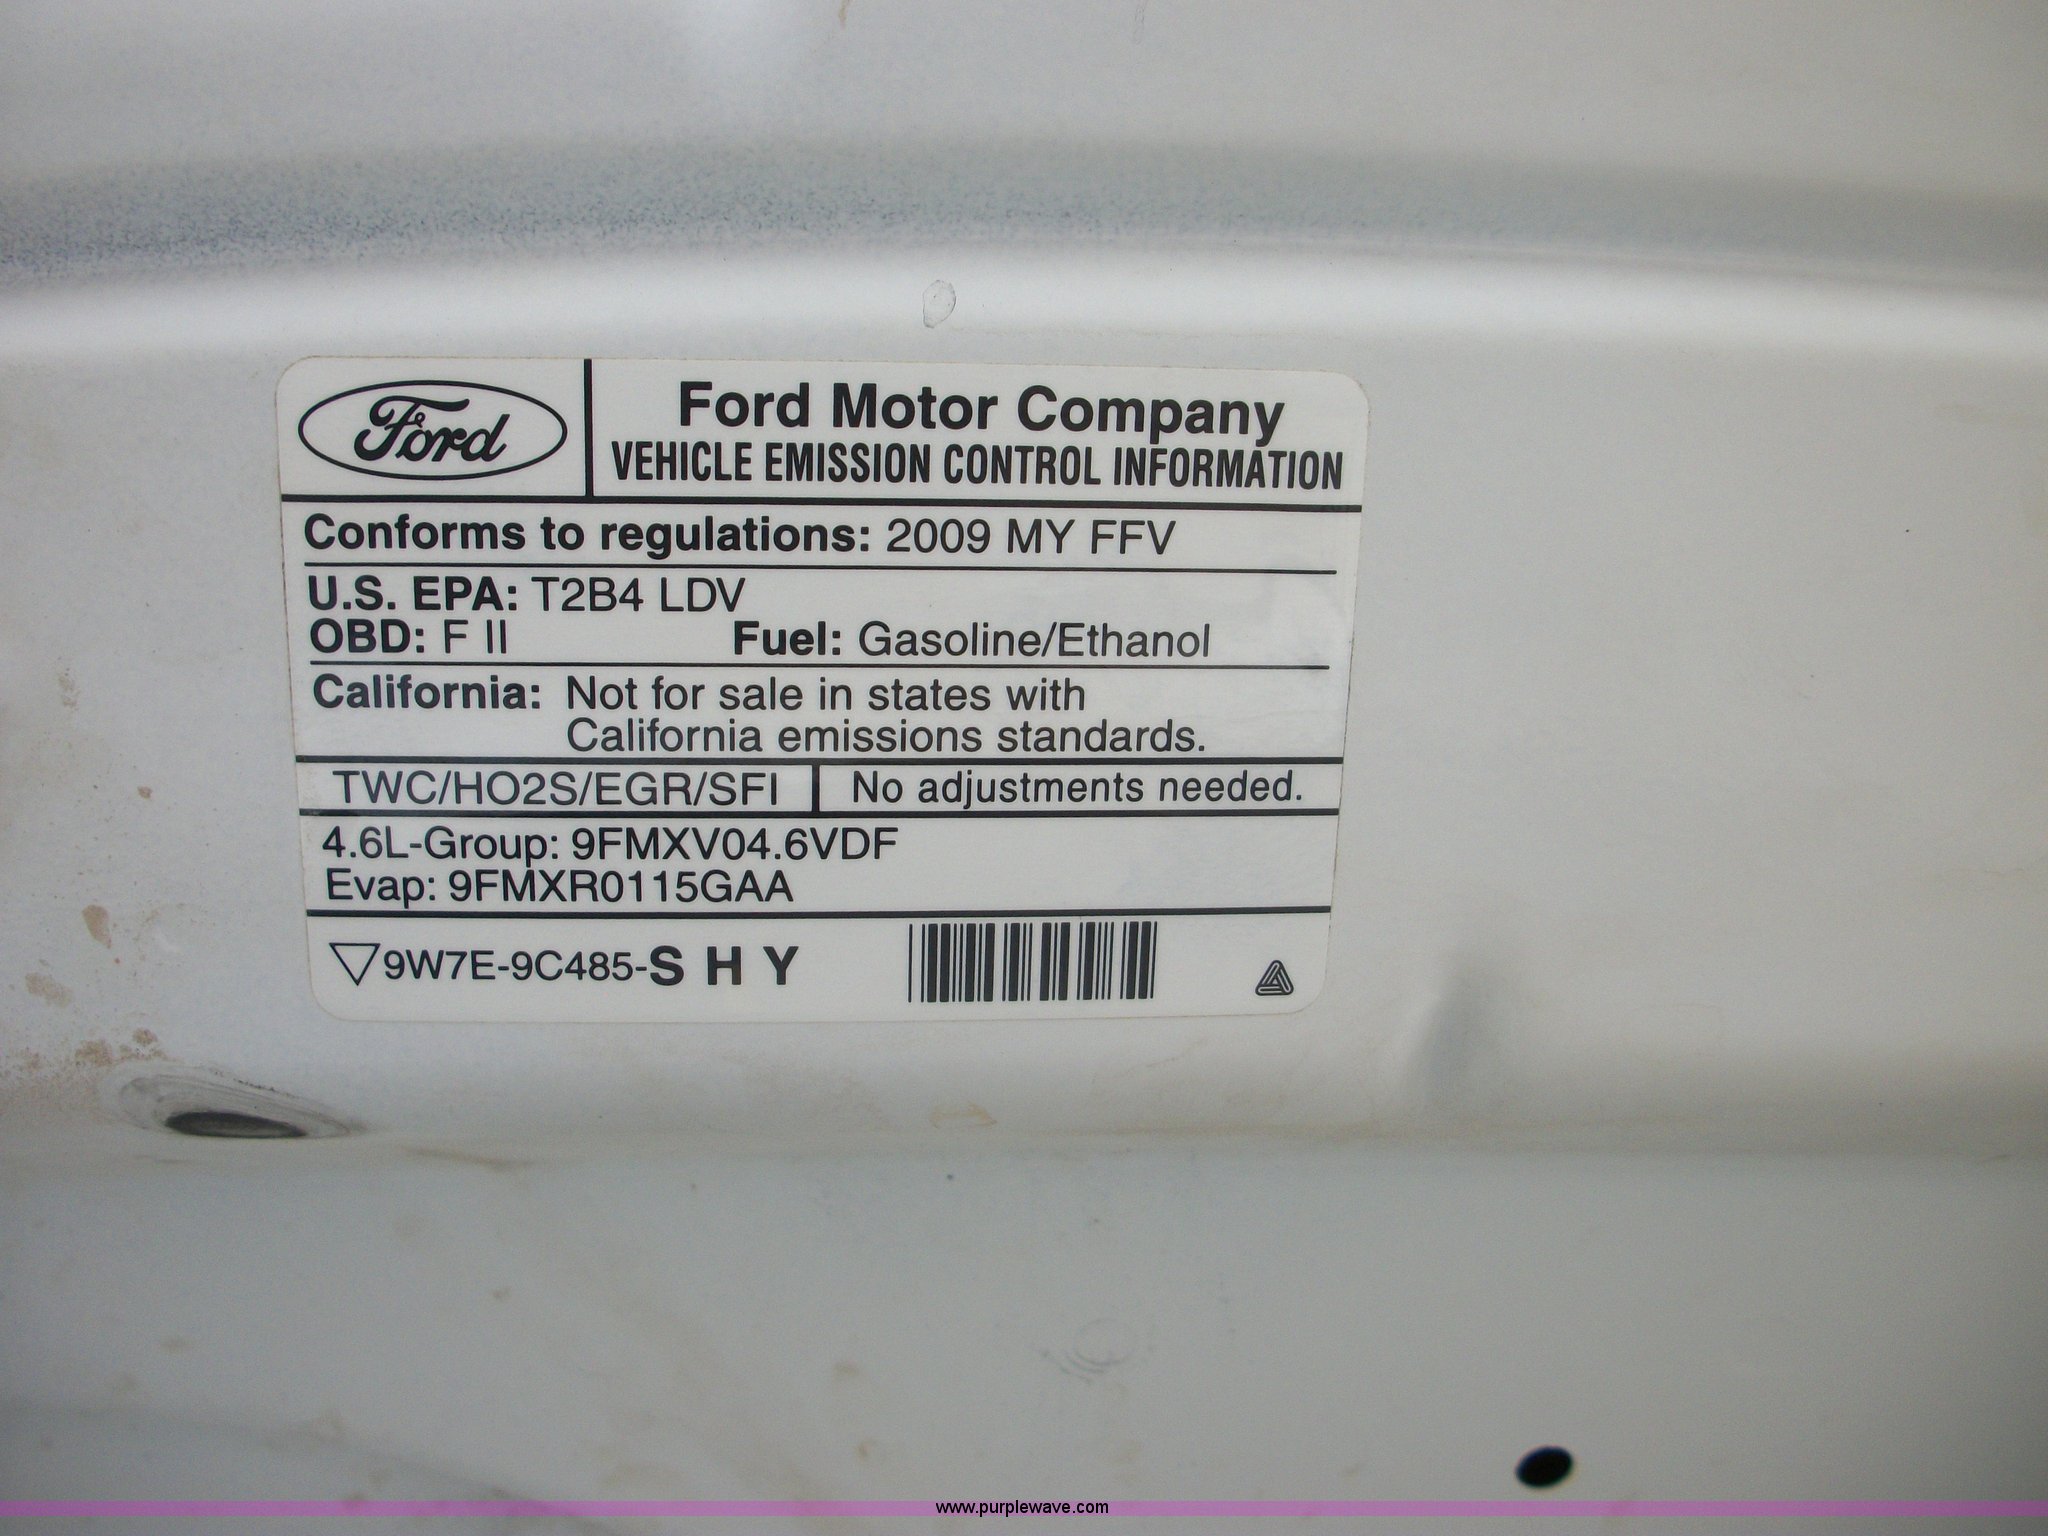 Ford
Ford Motor Company
VEHICLE EMISSION CONTROL INFORMATION
Conforms to regulations: 2009 MY FFV
U.S. EPA: T2B4 LDV
OBD: F II Fuel: Gasoline/Ethanol
California: Not for sale in states with
California emissions standards.
TWC/HO2S/EGR/SFI No adjustments needed.
4.6L-Group: 9FMXV04.6VDF
Evap: 9FMXR0115GAA
9W7E-9C485-S H Y
www.purplewave.com